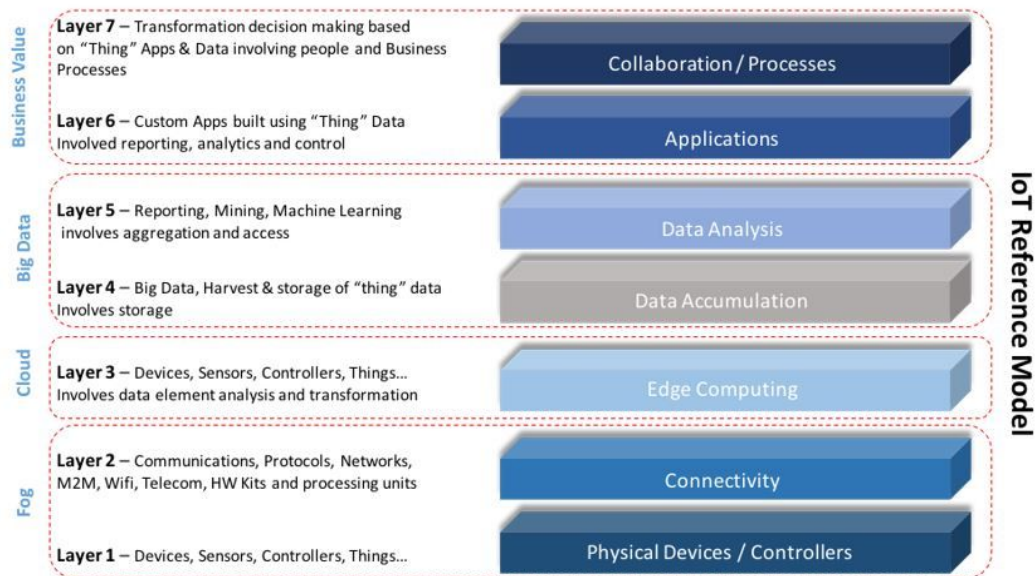 Business Value
Layer 7 – Transformation decision making based
on “Thing” Apps & Data involving people and Business
Processes
Collaboration / Processes
Layer 6 – Custom Apps built using “Thing” Data
Involved reporting, analytics and control
Applications
Big Data
Layer 5 – Reporting, Mining, Machine Learning
involves aggregation and access
Data Analysis
Layer 4 – Big Data, Harvest & storage of “thing” data
Involves storage
Data Accumulation
Cloud
Layer 3 – Devices, Sensors, Controllers, Things...
Involves data element analysis and transformation
Edge Computing
Fog
Layer 2 – Communications, Protocols, Networks,
M2M, Wifi, Telecom, HW Kits and processing units
Connectivity
Layer 1 – Devices, Sensors, Controllers, Things...
Physical Devices / Controllers
IoT Reference Model